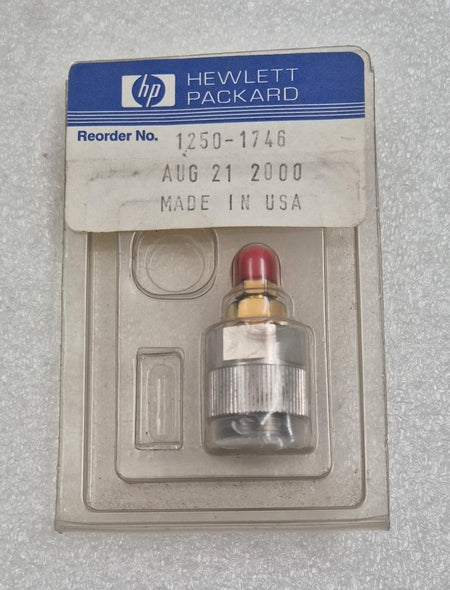 hp HEWLETT
PACKARD
Reorder No. 1250-1746
AUG 21 2000
MADE IN USA